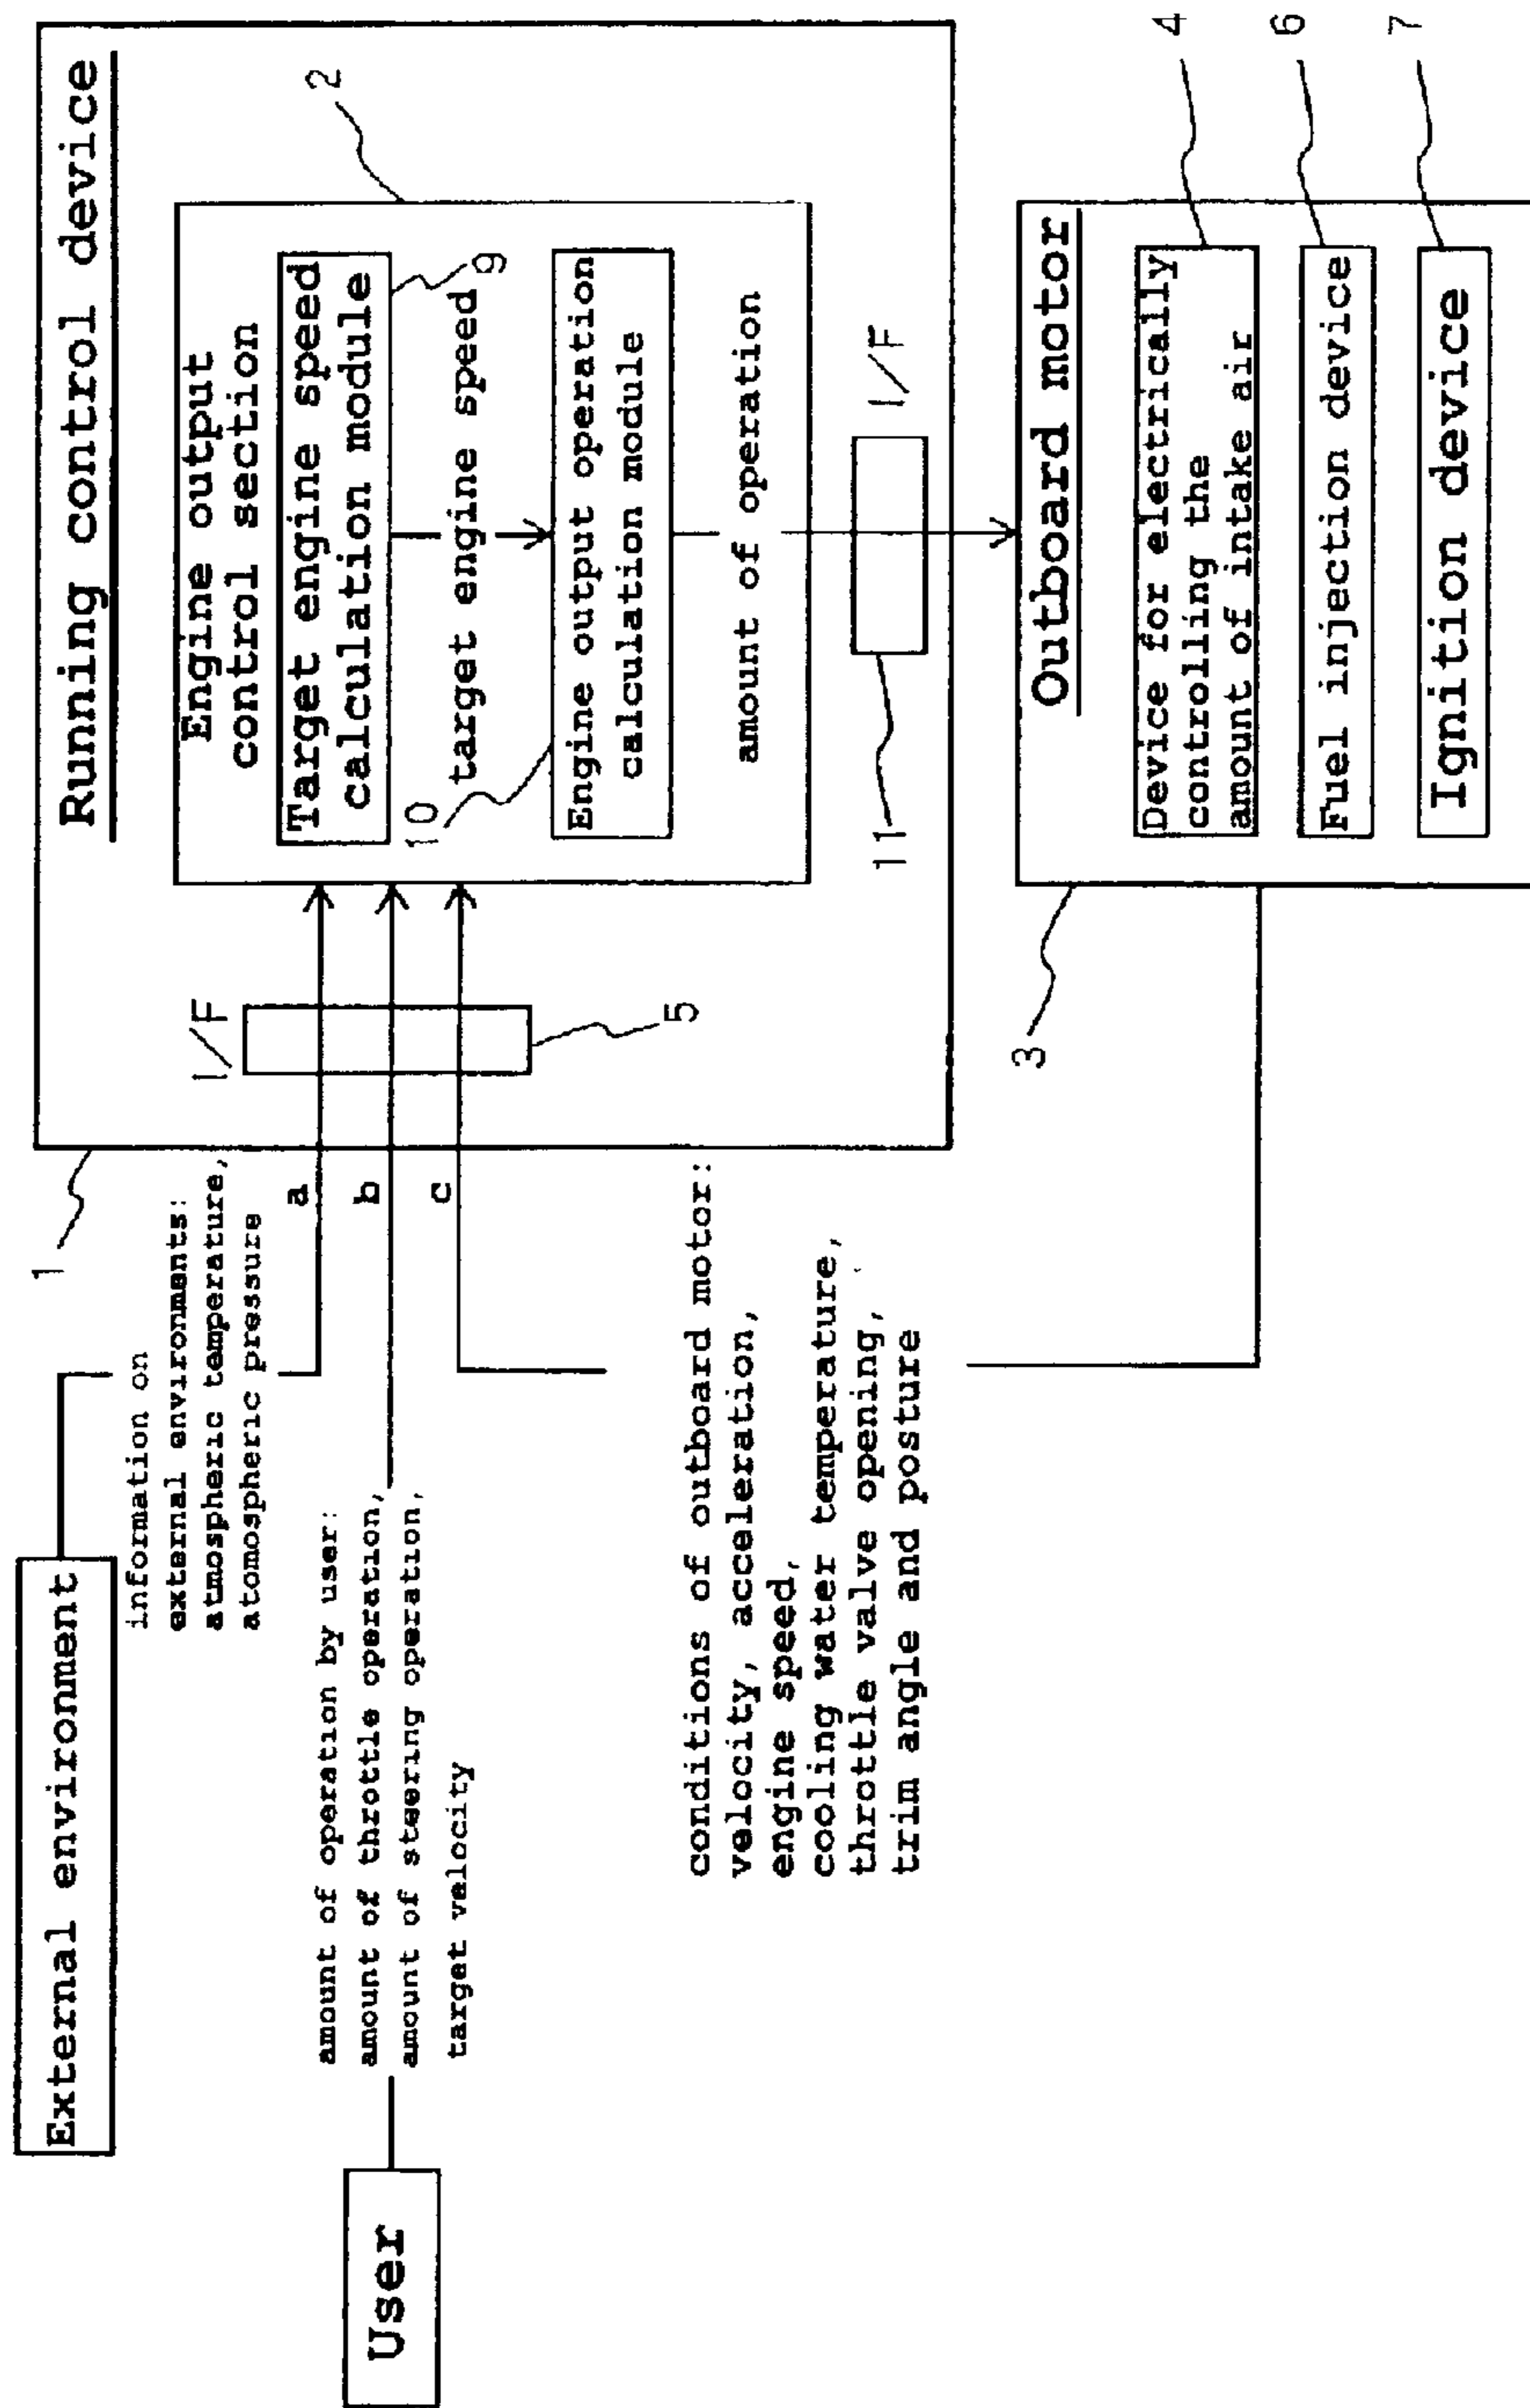 External environment
information on
external environments:
atmospheric temperature,
atomospheric pressure
User
amount of operation by user:
amount of throttle operation,
amount of steering operation,
target velocity
conditions of outboard motor:
velocity, acceleration,
engine speed,
cooling water temperature,
throttle valve opening,
trim angle and posture
a
b
c
1
I/F
5
Running control device
2
Engine output
control section
Target engine speed
calculation module
9
target engine speed
10
Engine output operation
calculation module
amount of operation
I/F
11
3
Outboard motor
Device for electrically
controlling the
amount of intake air
4
Fuel injection device
6
Ignition device
7